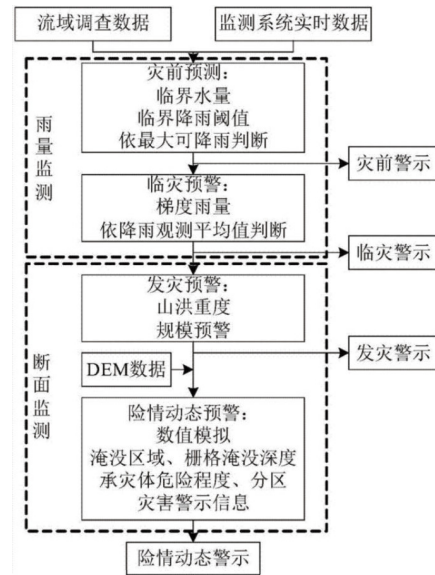 流域调查数据
监测系统实时数据
雨量监测
灾前预测：
临界水量
临界降雨阈值
依最大可降雨判断
灾前警示
临灾预警：
梯度雨量
依降雨观测平均值判断
临灾警示
断面监测
发灾预警：
山洪重度
规模预警
发灾警示
DEM数据
险情动态预警：
数值模拟
淹没区域、栅格淹没深度
承灾体危险程度、分区
灾害警示信息
险情动态警示